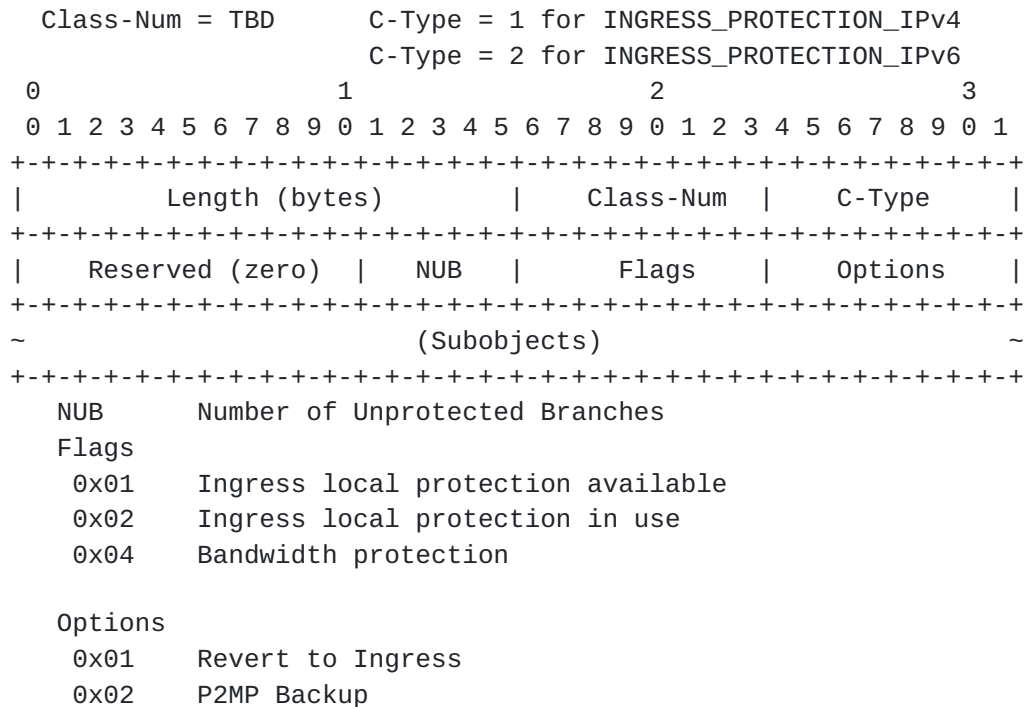 Class-Num = TBD      C-Type = 1 for INGRESS_PROTECTION_IPv4
                       C-Type = 2 for INGRESS_PROTECTION_IPv6
 0                   1                   2                   3
 0 1 2 3 4 5 6 7 8 9 0 1 2 3 4 5 6 7 8 9 0 1 2 3 4 5 6 7 8 9 0 1
+-+-+-+-+-+-+-+-+-+-+-+-+-+-+-+-+-+-+-+-+-+-+-+-+-+-+-+-+-+-+-+-+
|         Length (bytes)        |    Class-Num  |    C-Type     |
+-+-+-+-+-+-+-+-+-+-+-+-+-+-+-+-+-+-+-+-+-+-+-+-+-+-+-+-+-+-+-+-+
|    Reserved (zero)  |   NUB   |      Flags    |    Options    |
+-+-+-+-+-+-+-+-+-+-+-+-+-+-+-+-+-+-+-+-+-+-+-+-+-+-+-+-+-+-+-+-+
~                         (Subobjects)                          ~
+-+-+-+-+-+-+-+-+-+-+-+-+-+-+-+-+-+-+-+-+-+-+-+-+-+-+-+-+-+-+-+-+
   NUB      Number of Unprotected Branches
   Flags
    0x01    Ingress local protection available
    0x02    Ingress local protection in use
    0x04    Bandwidth protection

   Options
    0x01    Revert to Ingress
    0x02    P2MP Backup